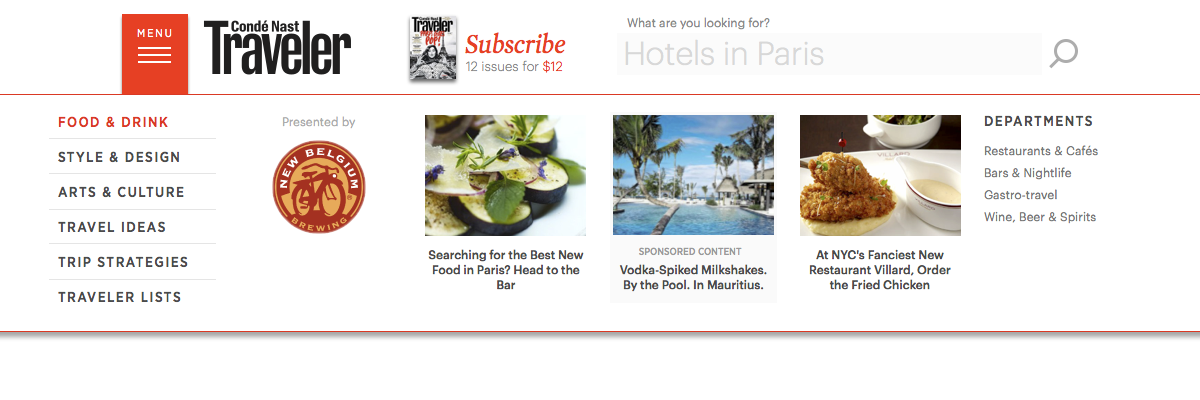 MENU
Condé Nast
Traveler
Condé Nast
Traveler
Subscribe
12 issues for $12
What are you looking for?
Hotels in Paris
FOOD & DRINK
STYLE & DESIGN
ARTS & CULTURE
TRAVEL IDEAS
TRIP STRATEGIES
TRAVELER LISTS
Presented by
NEW BELGIUM
BREWING
Searching for the Best New
Food in Paris? Head to the
Bar
SPONSORED CONTENT
Vodka-Spiked Milkshakes.
By the Pool. In Mauritius.
VILLARD
At NYC's Fanciest New
Restaurant Villard, Order
the Fried Chicken
DEPARTMENTS
Restaurants & Cafés
Bars & Nightlife
Gastro-travel
Wine, Beer & Spirits